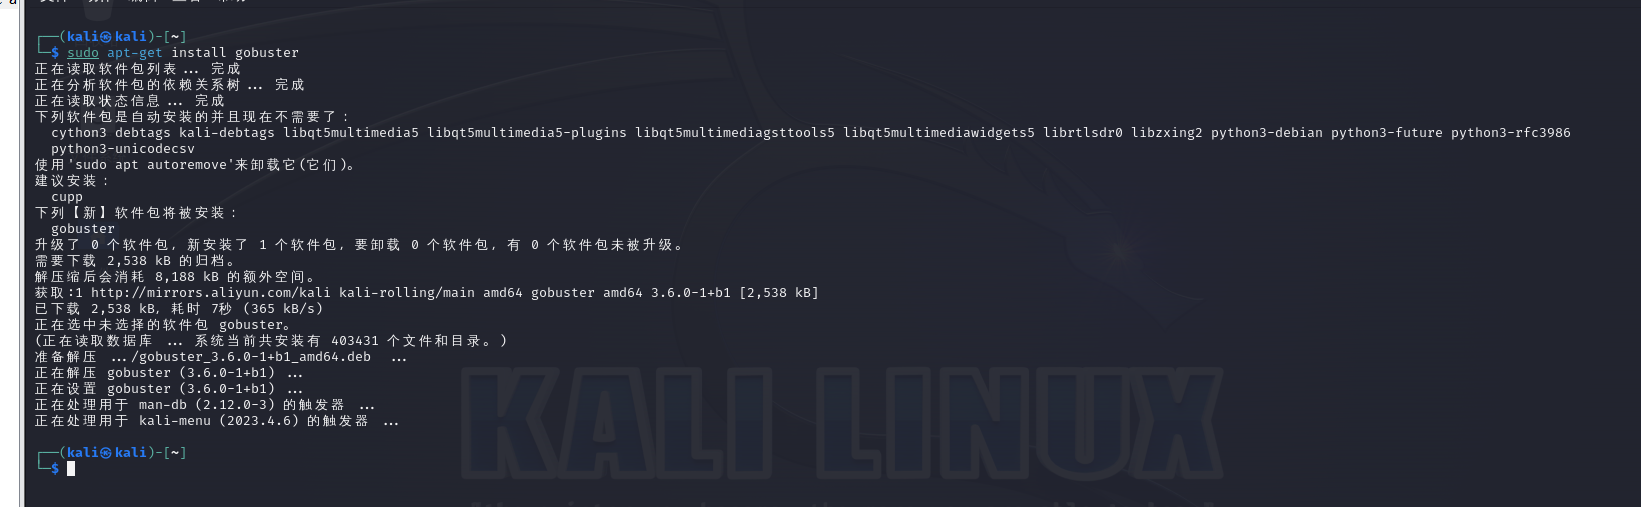 ┌──(kali㉿kali)-[~]
└─$ sudo apt-get install gobuster
正在读取软件包列表... 完成
正在分析软件包的依赖关系树... 完成
正在读取状态信息... 完成
下列软件包是自动安装的并且现在不需要了：
  cython3 debtags kali-debtags libqt5multimedia5 libqt5multimedia5-plugins libqt5multimediagsttools5 libqt5multimediawidgets5 librtlsdr0 libzxing2 python3-debian python3-future python3-rfc3986
  python3-unicodecsv
使用'sudo apt autoremove'来卸载它(它们)。
建议安装：
  cupp
下列【新】软件包将被安装：
  gobuster
升级了 0 个软件包，新安装了 1 个软件包，要卸载 0 个软件包，有 0 个软件包未被升级。
需要下载 2,538 kB 的归档。
解压缩后会消耗 8,188 kB 的额外空间。
获取:1 http://mirrors.aliyun.com/kali kali-rolling/main amd64 gobuster amd64 3.6.0-1+b1 [2,538 kB]
已下载 2,538 kB，耗时 7秒 (365 kB/s)
正在选中未选择的软件包 gobuster。
(正在读取数据库 ... 系统当前共安装有 403431 个文件和目录。)
准备解压 .../gobuster_3.6.0-1+b1_amd64.deb  ...
正在解压 gobuster (3.6.0-1+b1) ...
正在设置 gobuster (3.6.0-1+b1) ...
正在处理用于 man-db (2.12.0-3) 的触发器 ...
正在处理用于 kali-menu (2023.4.6) 的触发器 ...
┌──(kali㉿kali)-[~]
└─$
KALI LINUX